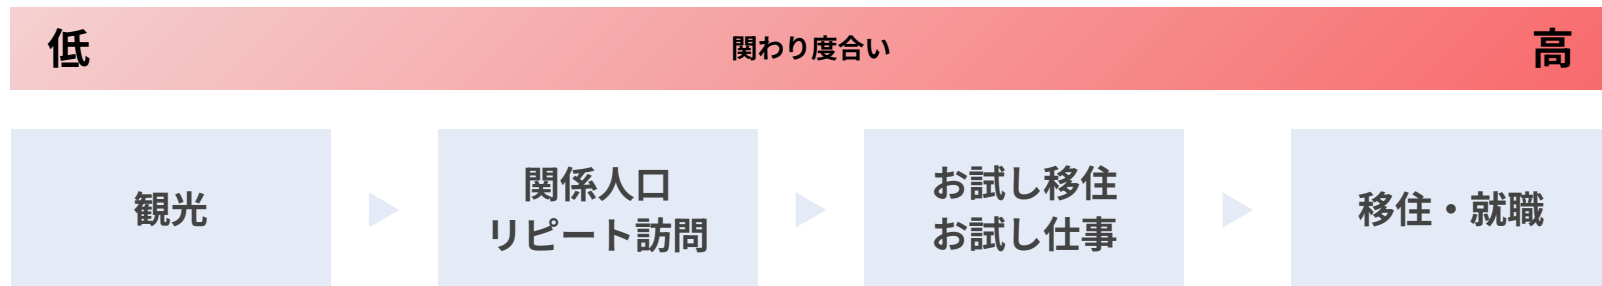 低
関わり度合い
高
観光
関係人口
リピート訪問
お試し移住
お試し仕事
移住・就職